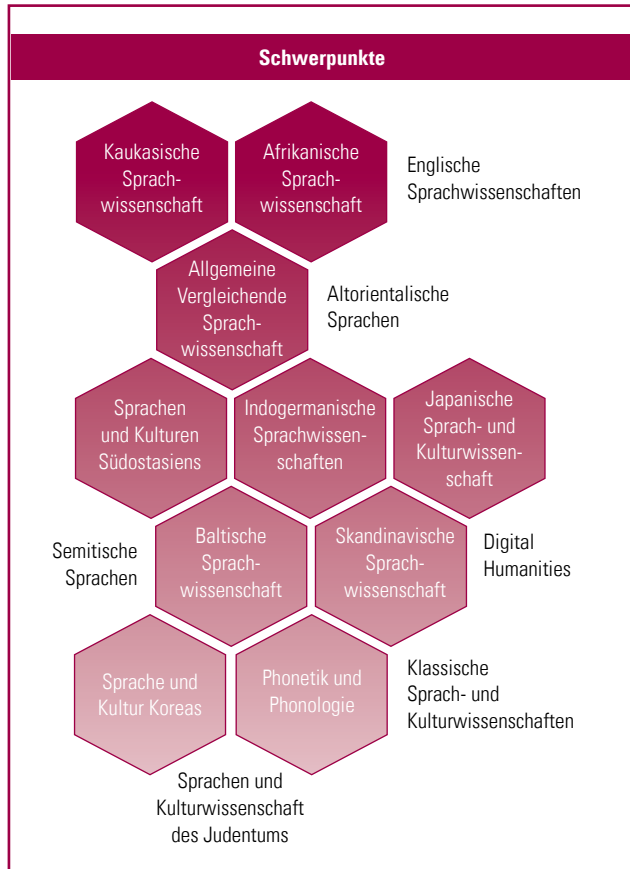 Schwerpunkte
Kaukasische
Sprach-
wissenschaft
Afrikanische
Sprach-
wissenschaft
Englische
Sprachwissenschaften
Allgemeine
Vergleichende
Sprach-
wissenschaft
Altorientalische
Sprachen
Sprachen
und Kulturen
Südostasiens
Indogermanische
Sprachwissen-
schaften
Japanische
Sprach- und
Kulturwissen-
schaft
Semitische
Sprachen
Baltische
Sprach-
wissenschaft
Skandinavische
Sprach-
wissenschaft
Digital
Humanities
Sprache und
Kultur Koreas
Phonetik und
Phonologie
Klassische
Sprach- und
Kulturwissenschaften
Sprachen und
Kulturwissenschaft
des Judentums